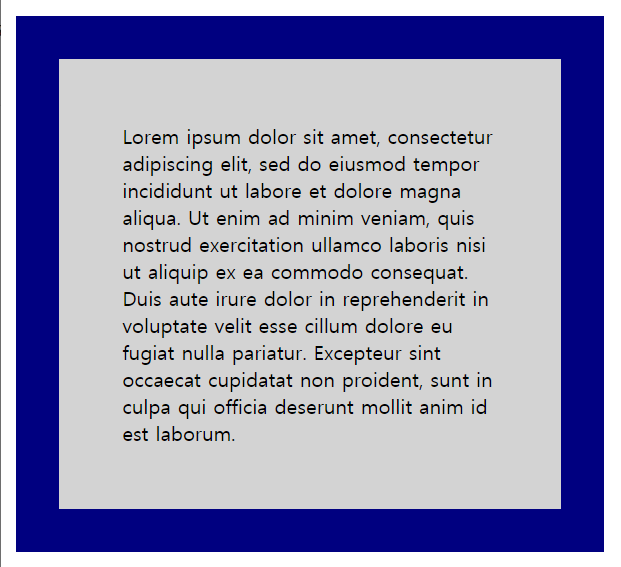 Lorem ipsum dolor sit amet, consectetur
adipiscing elit, sed do eiusmod tempor
incididunt ut labore et dolore magna
aliqua. Ut enim ad minim veniam, quis
nostrud exercitation ullamco laboris nisi
ut aliquip ex ea commodo consequat.
Duis aute irure dolor in reprehenderit in
voluptate velit esse cillum dolore eu
fugiat nulla pariatur. Excepteur sint
occaecat cupidatat non proident, sunt in
culpa qui officia deserunt mollit anim id
est laborum.